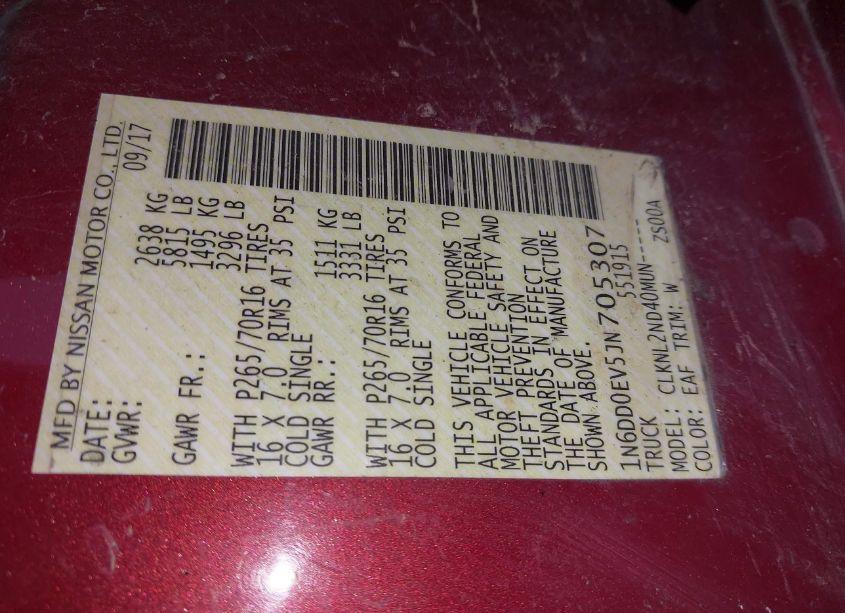 MFD BY NISSAN MOTOR CO., LTD.
DATE: 09/17
GVWR: 2638 KG
5815 LB
GAWR FR.: 1495 KG
3296 LB
WITH P265/70R16 TIRES
16 X 7.0 RIMS AT 35 PSI
COLD SINGLE
GAWR RR.: 1511 KG
3331 LB
WITH P265/70R16 TIRES
16 X 7.0 RIMS AT 35 PSI
COLD SINGLE
THIS VEHICLE CONFORMS TO
ALL APPLICABLE FEDERAL
MOTOR VEHICLE SAFETY AND
THEFT PREVENTION
STANDARDS IN EFFECT ON
THE DATE OF MANUFACTURE
SHOWN ABOVE.
1N6DD0EV5JN705307
TRUCK 551915
MODEL: CLKNL2ND40MUN-----
COLOR: EAF TRIM: W ZS00A